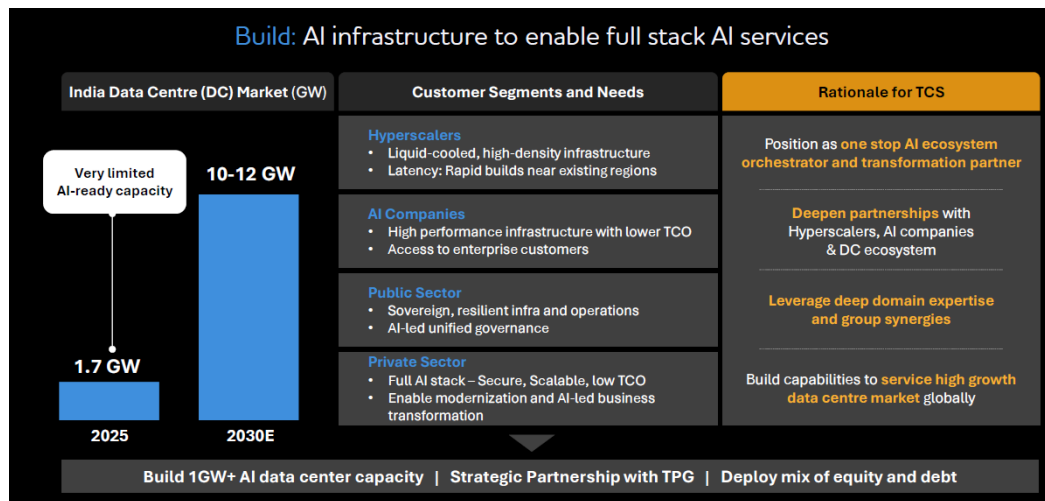 Build: AI infrastructure to enable full stack AI services
India Data Centre (DC) Market (GW)
Very limited
AI-ready capacity
10-12 GW
1.7 GW
2025
2030E
Customer Segments and Needs
Hyperscalers
• Liquid-cooled, high-density infrastructure
• Latency: Rapid builds near existing regions
AI Companies
• High performance infrastructure with lower TCO
• Access to enterprise customers
Public Sector
• Sovereign, resilient infra and operations
• AI-led unified governance
Private Sector
• Full AI stack – Secure, Scalable, low TCO
• Enable modernization and AI-led business
transformation
Rationale for TCS
Position as one stop AI ecosystem
orchestrator and transformation partner
Deepen partnerships with
Hyperscalers, AI companies
& DC ecosystem
Leverage deep domain expertise
and group synergies
Build capabilities to service high growth
data centre market globally
Build 1GW+ AI data center capacity | Strategic Partnership with TPG | Deploy mix of equity and debt